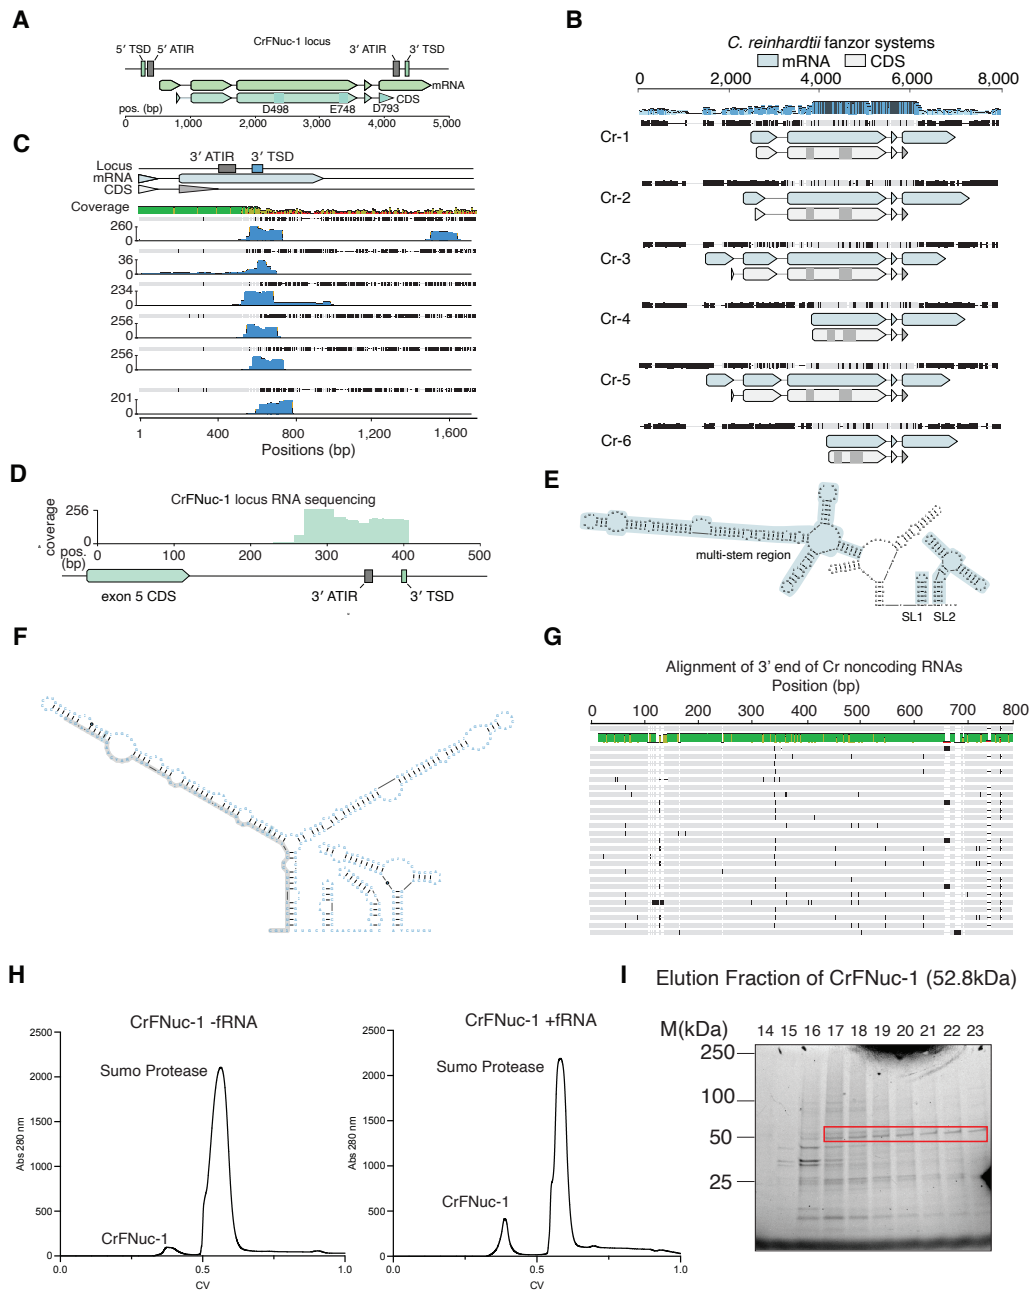 A
CrFNuc-1 locus
5′ TSD 5′ ATIR 3′ ATIR 3′ TSD
mRNA
CDS
D498 E748 D793
pos. (bp)
0 1,000 2,000 3,000 4,000 5,000
B
C. reinhardtii fanzor systems
mRNA CDS
0 2,000 4,000 6,000 8,000
Cr-1
Cr-2
Cr-3
Cr-4
Cr-5
Cr-6
C
3′ ATIR 3′ TSD
Locus
mRNA
CDS
Coverage
260
0
36
0
234
0
256
0
256
0
201
0
1 400 800 1,200 1,600
Positions (bp)
D
CrFNuc-1 locus RNA sequencing
coverage
256
0
pos.
(bp)
0 100 200 300 400 500
exon 5 CDS 3′ ATIR 3′ TSD
E
multi-stem region
SL1 SL2
F
G
Alignment of 3' end of Cr noncoding RNAs
Position (bp)
0 100 200 300 400 500 600 700 800
H
CrFNuc-1 -fRNA
2500
2000
1500
1000
500
0
Abs 280 nm
Sumo Protease
CrFNuc-1
0.0 0.5 1.0
CV
CrFNuc-1 +fRNA
2500
2000
1500
1000
500
0
Abs 280 nm
Sumo Protease
CrFNuc-1
0.0 0.5 1.0
CV
I
Elution Fraction of CrFNuc-1 (52.8kDa)
M(kDa) 14 15 16 17 18 19 20 21 22 23
250
100
50
25